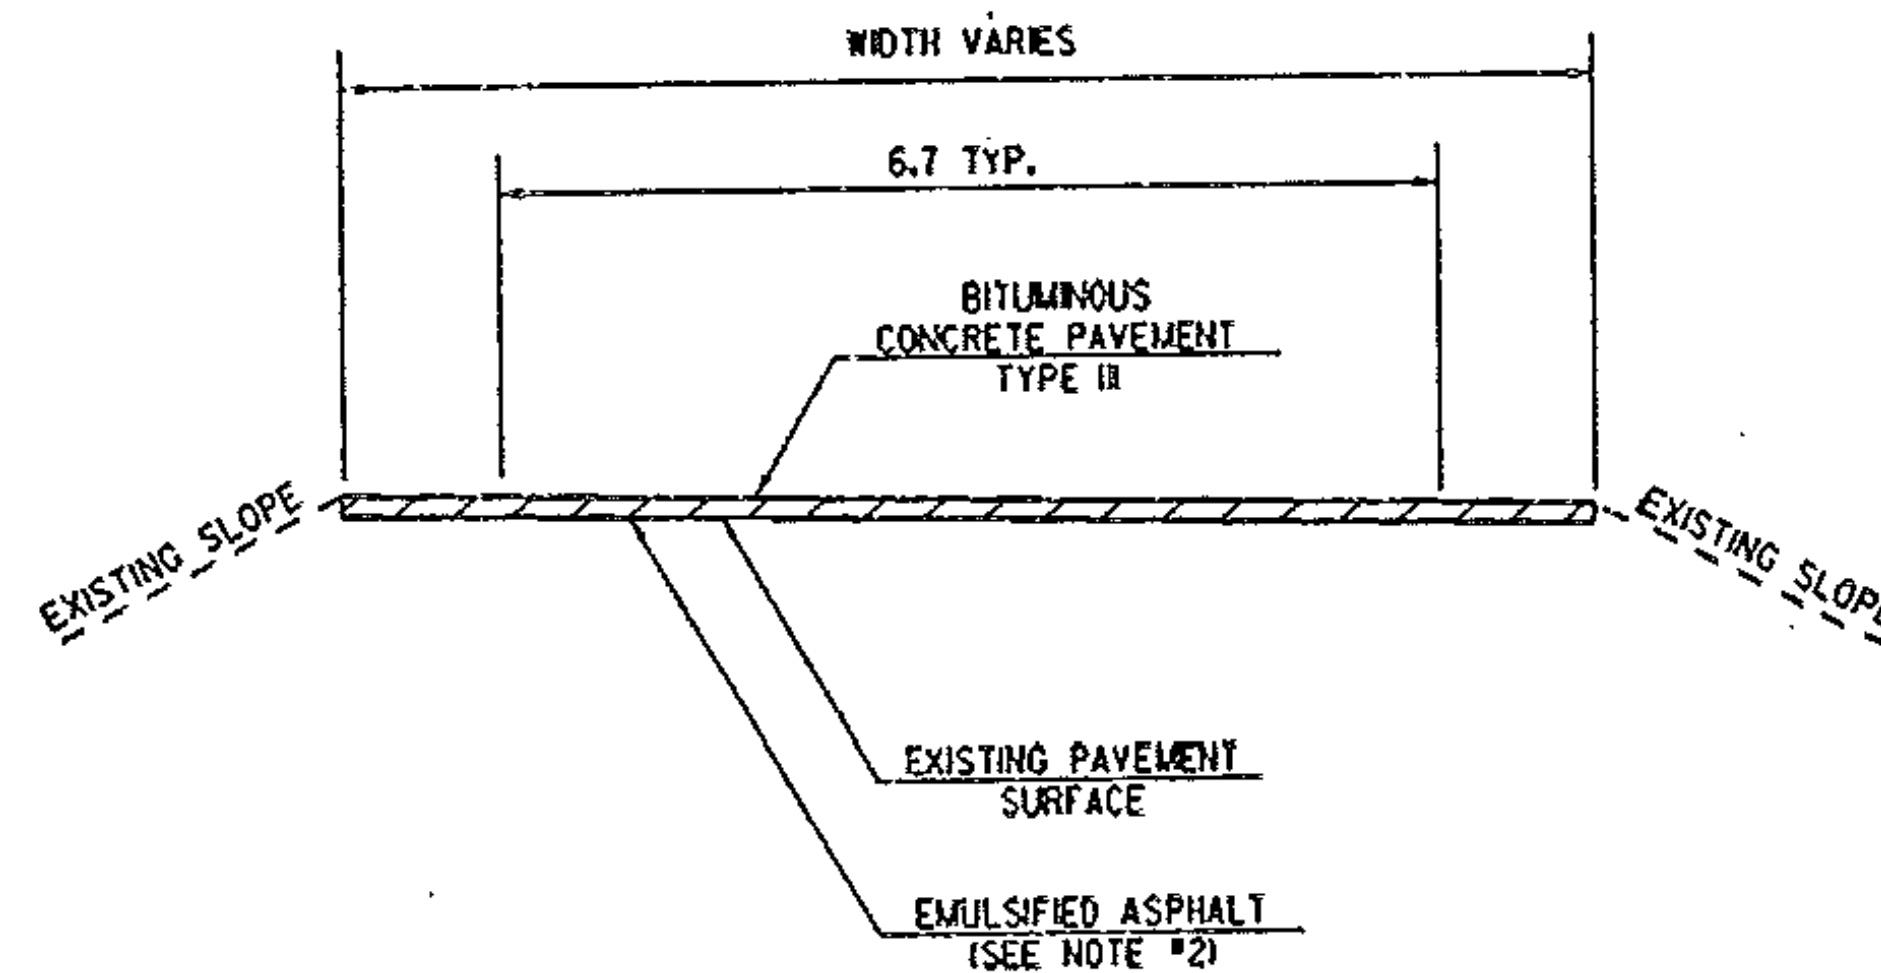 WIDTH VARIES
6.7 TYP.
BITUMINOUS
CONCRETE PAVEMENT
TYPE III
EXISTING SLOPE
EXISTING SLOPE
EXISTING PAVEMENT
SURFACE
EMULSIFIED ASPHALT
(SEE NOTE #2)